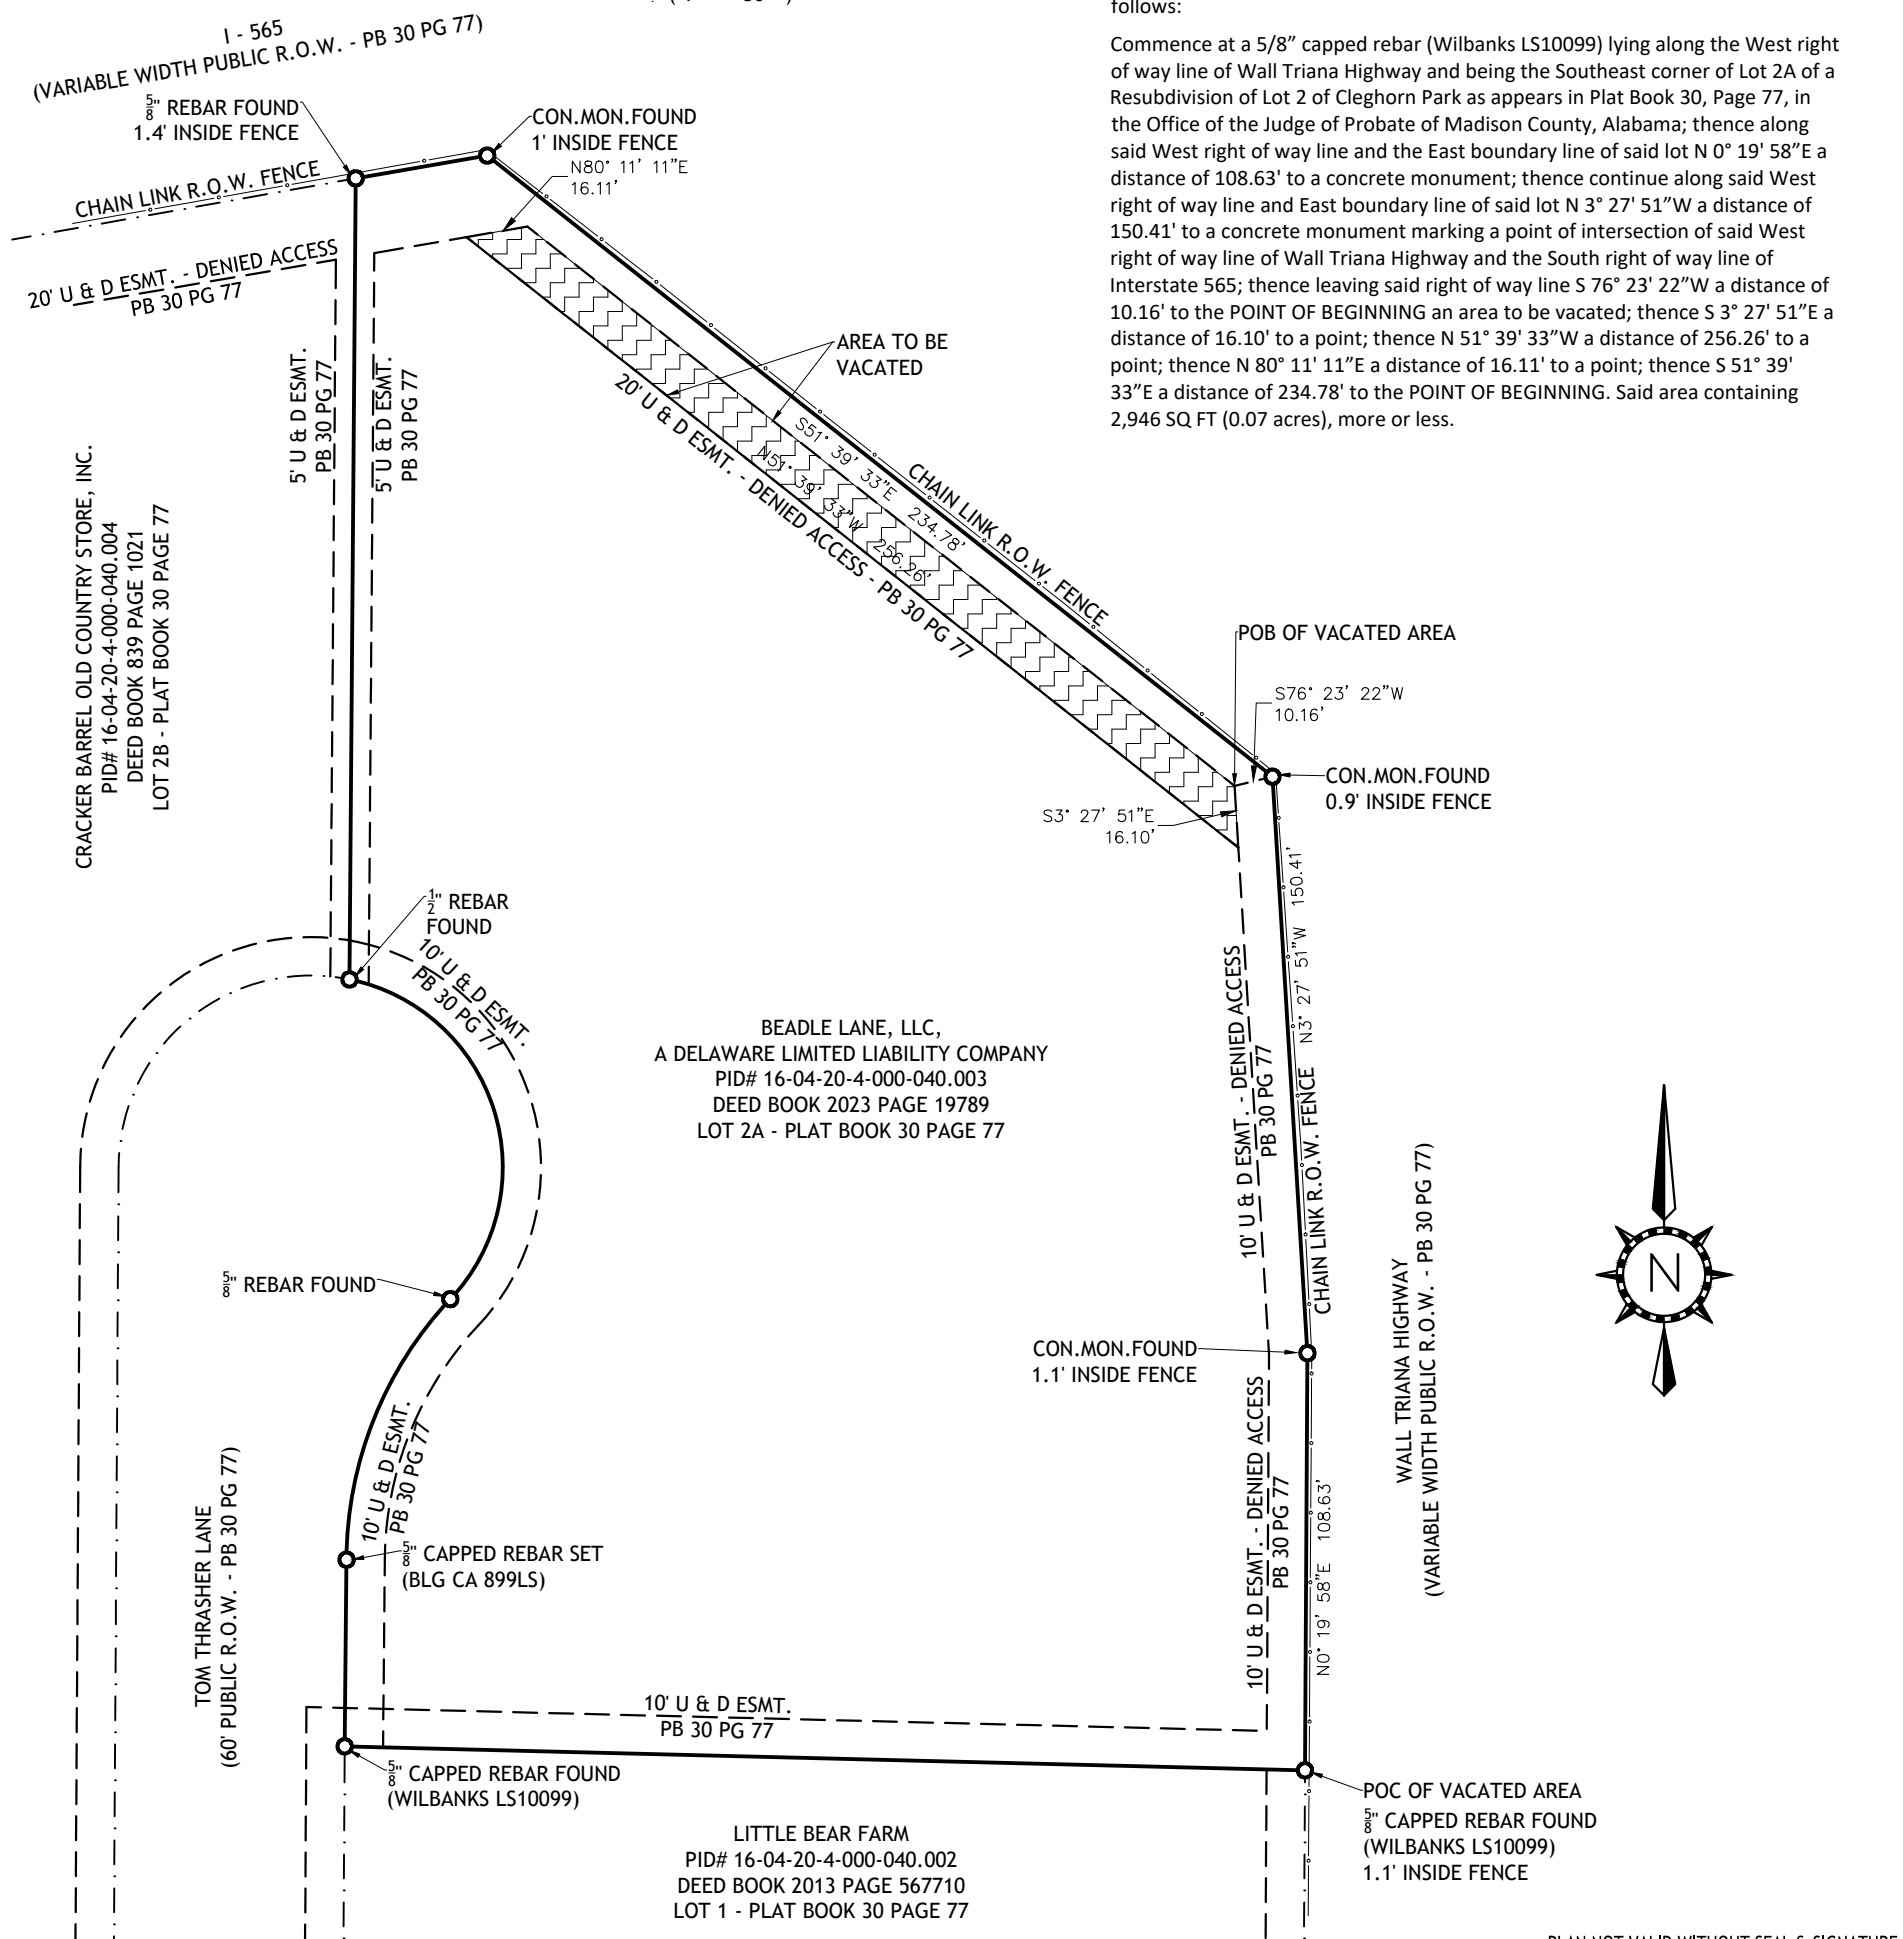 follows:
Commence at a 5/8” capped rebar (Wilbanks LS10099) lying along the West right
of way line of Wall Triana Highway and being the Southeast corner of Lot 2A of a
Resubdivision of Lot 2 of Cleghorn Park as appears in Plat Book 30, Page 77, in
the Office of the Judge of Probate of Madison County, Alabama; thence along
said West right of way line and the East boundary line of said lot N 0° 19' 58”E a
distance of 108.63' to a concrete monument; thence continue along said West
right of way line and East boundary line of said lot N 3° 27' 51”W a distance of
150.41' to a concrete monument marking a point of intersection of said West
right of way line of Wall Triana Highway and the South right of way line of
Interstate 565; thence leaving said right of way line S 76° 23' 22”W a distance of
10.16' to the POINT OF BEGINNING an area to be vacated; thence S 3° 27' 51”E a
distance of 16.10' to a point; thence N 51° 39' 33”W a distance of 256.26' to a
point; thence N 80° 11' 11”E a distance of 16.11' to a point; thence S 51° 39'
33”E a distance of 234.78' to the POINT OF BEGINNING. Said area containing
2,946 SQ FT (0.07 acres), more or less.
I - 565
(VARIABLE WIDTH PUBLIC R.O.W. - PB 30 PG 77)
5/8" REBAR FOUND
1.4' INSIDE FENCE
CON.MON.FOUND
1' INSIDE FENCE
N80° 11' 11”E
16.11'
CHAIN LINK R.O.W. FENCE
20' U & D ESMT. - DENIED ACCESS
PB 30 PG 77
5' U & D ESMT.
PB 30 PG 77
5' U & D ESMT.
PB 30 PG 77
AREA TO BE
VACATED
S51° 39' 33”E 234.78'
N51° 39' 33”W 256.26'
20' U & D ESMT. - DENIED ACCESS - PB 30 PG 77
CHAIN LINK R.O.W. FENCE
CRACKER BARREL OLD COUNTRY STORE, INC.
PID# 16-04-20-4-000-040.004
DEED BOOK 839 PAGE 1021
LOT 2B - PLAT BOOK 30 PAGE 77
POB OF VACATED AREA
S76° 23' 22”W
10.16'
CON.MON.FOUND
0.9' INSIDE FENCE
S3° 27' 51”E
16.10'
1/2" REBAR
FOUND
10' U & D ESMT.
PB 30 PG 77
BEADLE LANE, LLC,
A DELAWARE LIMITED LIABILITY COMPANY
PID# 16-04-20-4-000-040.003
DEED BOOK 2023 PAGE 19789
LOT 2A - PLAT BOOK 30 PAGE 77
10' U & D ESMT. - DENIED ACCESS
PB 30 PG 77
N3° 27' 51”W 150.41'
CHAIN LINK R.O.W. FENCE
5/8" REBAR FOUND
CON.MON.FOUND
1.1' INSIDE FENCE
WALL TRIANA HIGHWAY
(VARIABLE WIDTH PUBLIC R.O.W. - PB 30 PG 77)
N
10' U & D ESMT.
PB 30 PG 77
10' U & D ESMT. - DENIED ACCESS
PB 30 PG 77
N0° 19' 58”E 108.63'
TOM THRASHER LANE
(60' PUBLIC R.O.W. - PB 30 PG 77)
5/8" CAPPED REBAR SET
(BLG CA 899LS)
10' U & D ESMT.
PB 30 PG 77
5/8" CAPPED REBAR FOUND
(WILBANKS LS10099)
POC OF VACATED AREA
5/8" CAPPED REBAR FOUND
(WILBANKS LS10099)
1.1' INSIDE FENCE
LITTLE BEAR FARM
PID# 16-04-20-4-000-040.002
DEED BOOK 2013 PAGE 567710
LOT 1 - PLAT BOOK 30 PAGE 77
PLAN NOT VALID WITHOUT SEAL & SIGNATURE